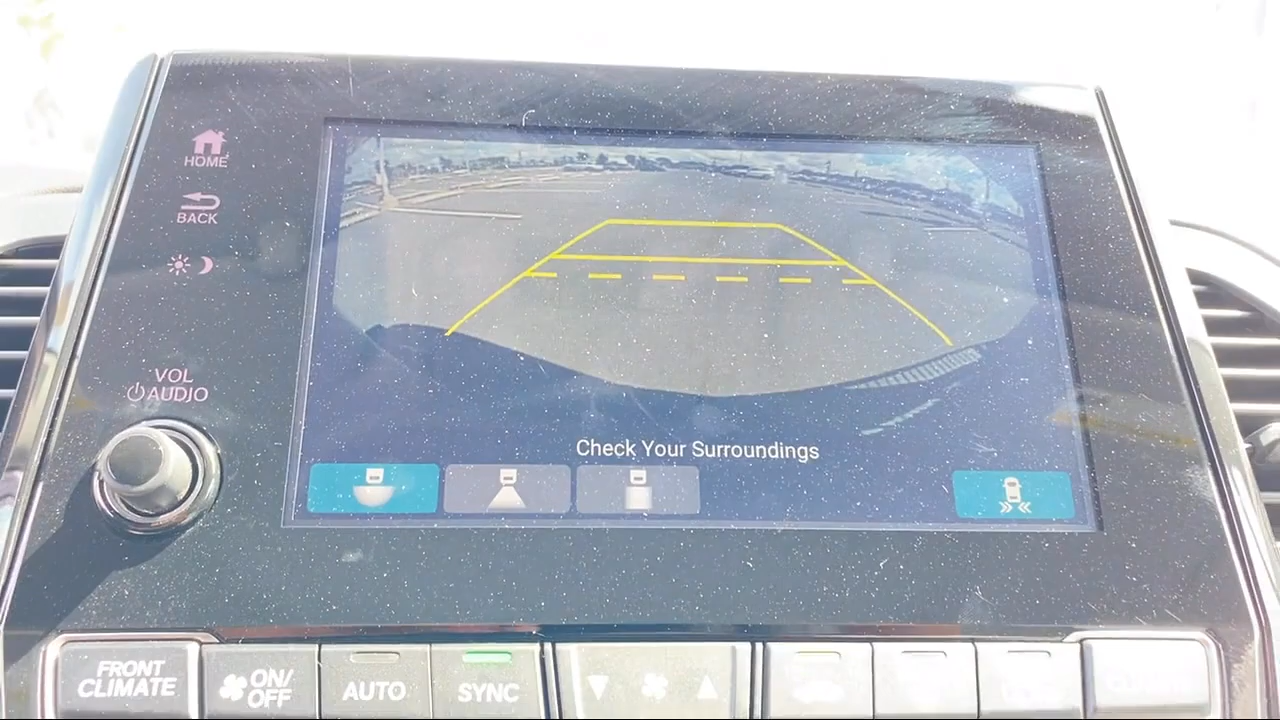 HOME
BACK
VOL
AUDIO
Check Your Surroundings
FRONT
CLIMATE
ON/
OFF
AUTO
SYNC